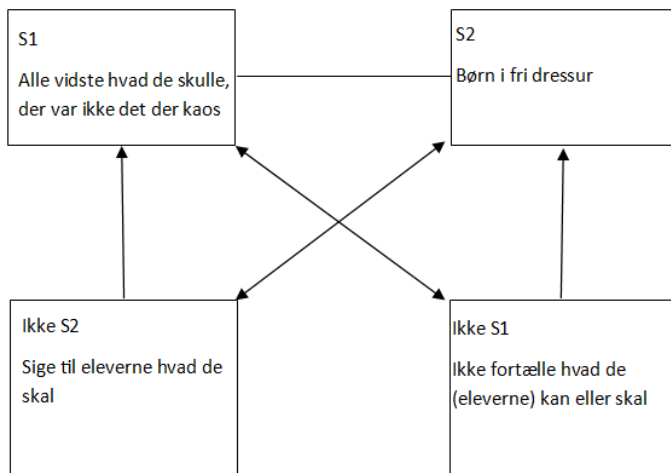 S1
Alle vidste hvad de skulle,
der var ikke det der kaos
S2
Børn i fri dressur
Ikke S2
Sige til eleverne hvad de
skal
Ikke S1
Ikke fortælle hvad de
(eleverne) kan eller skal